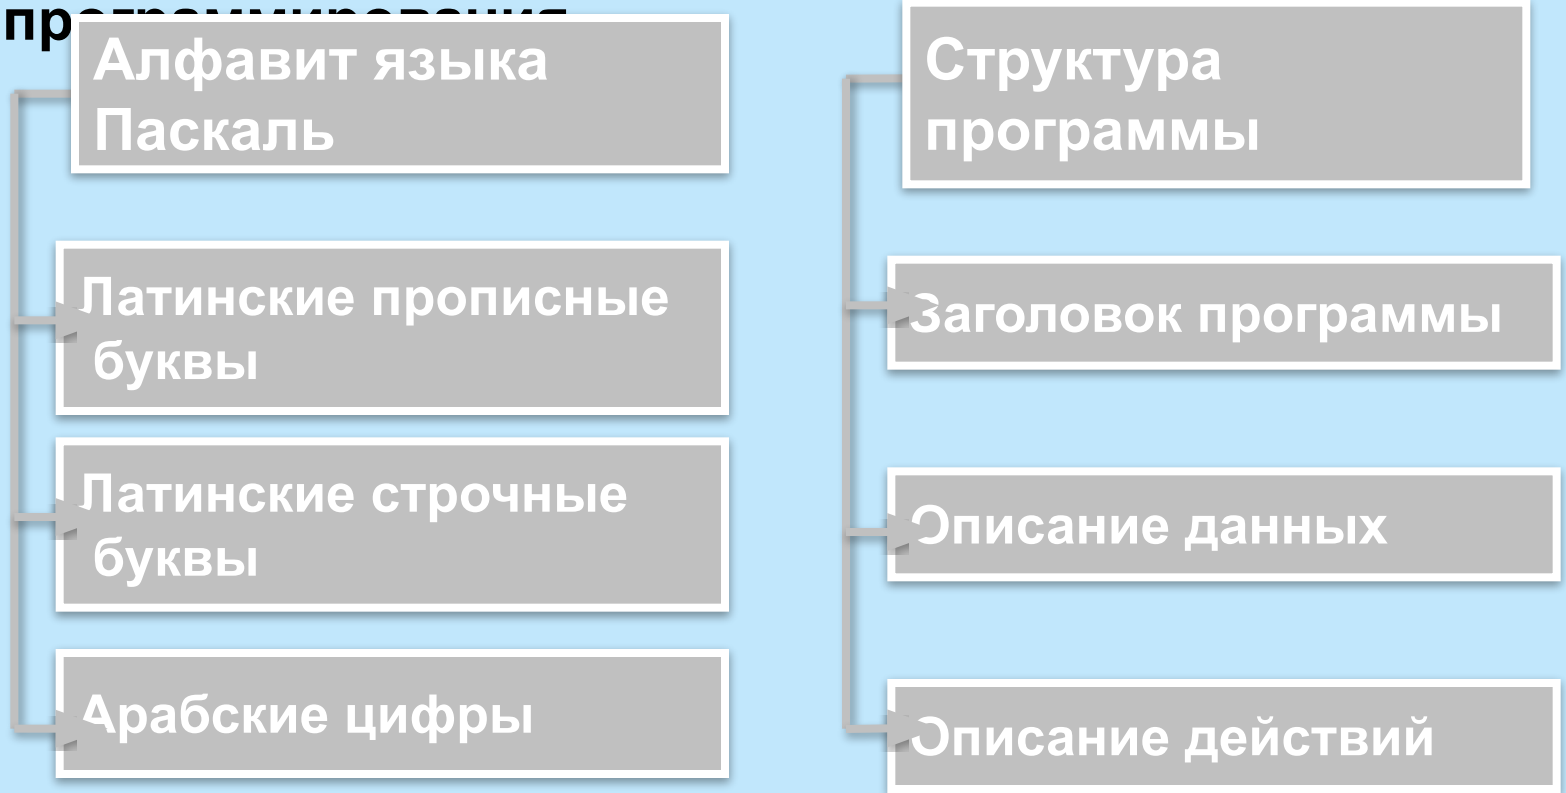 программирования
Алфавит языка
Паскаль
Латинские прописные
буквы
Латинские строчные
буквы
Арабские цифры
Структура
программы
Заголовок программы
Описание данных
Описание действий